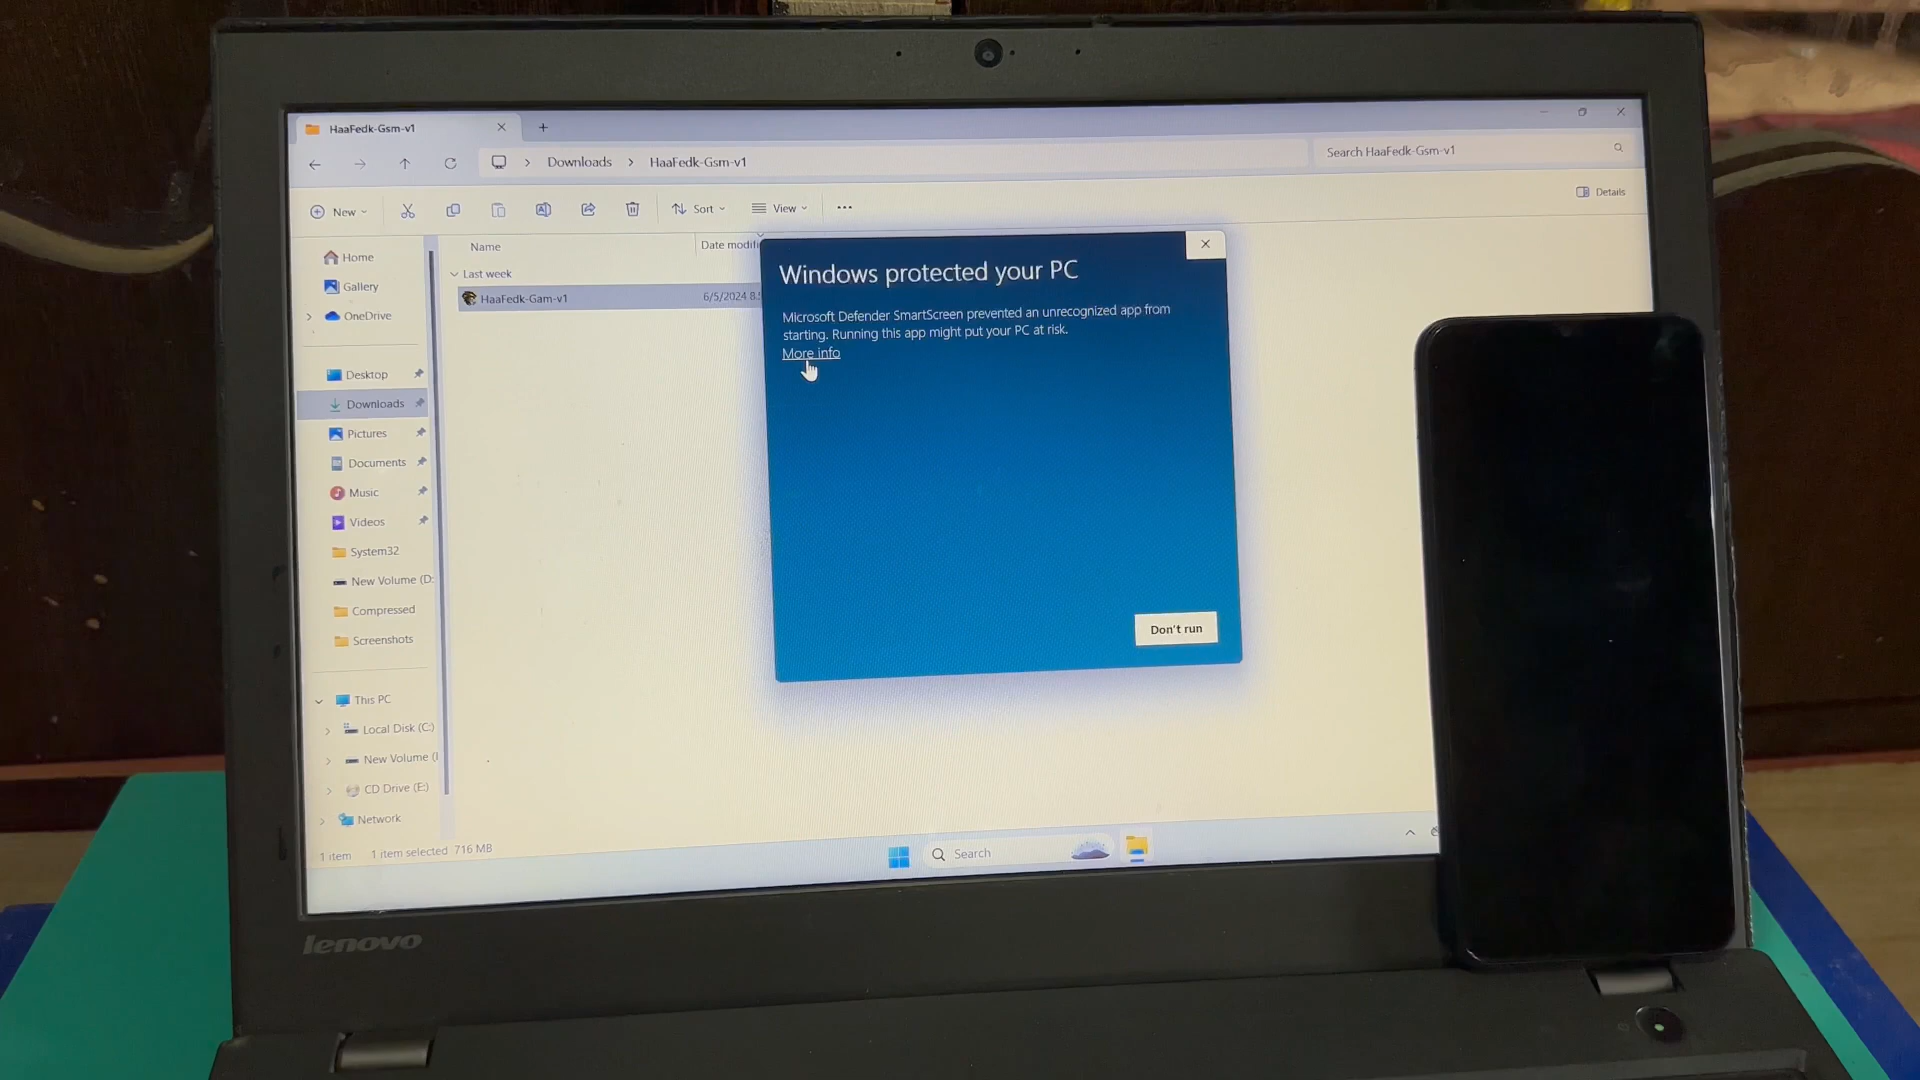 HaaFedk-Gsm-v1
Downloads > HaaFedk-Gsm-v1
Search HaaFedk-Gsm-v1
New
Sort
View
Details
Name
Last week
HaaFedk-Gam-v1
6/5/2024
Home
Gallery
OneDrive
Desktop
Downloads
Pictures
Documents
Music
Videos
System32
New Volume (D:
Compressed
Screenshots
This PC
Local Disk (C:)
New Volume (
CD Drive (E:)
Network
1 item 1 item selected 716 MB
Windows protected your PC
Microsoft Defender SmartScreen prevented an unrecognized app from
starting. Running this app might put your PC at risk.
More info
Don't run
Search
lenovo